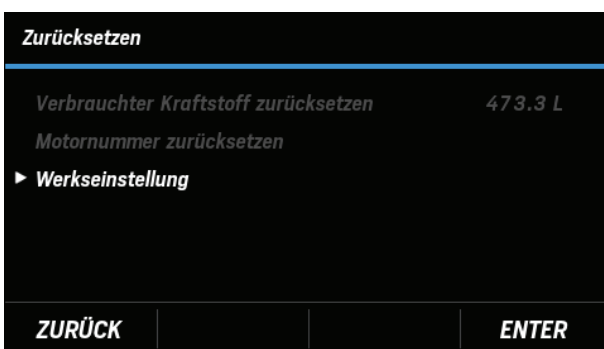 Zurücksetzen
Verbrauchter Kraftstoff zurücksetzen 473.3 L
Motornummer zurücksetzen
Werkseinstellung
ZURÜCK ENTER